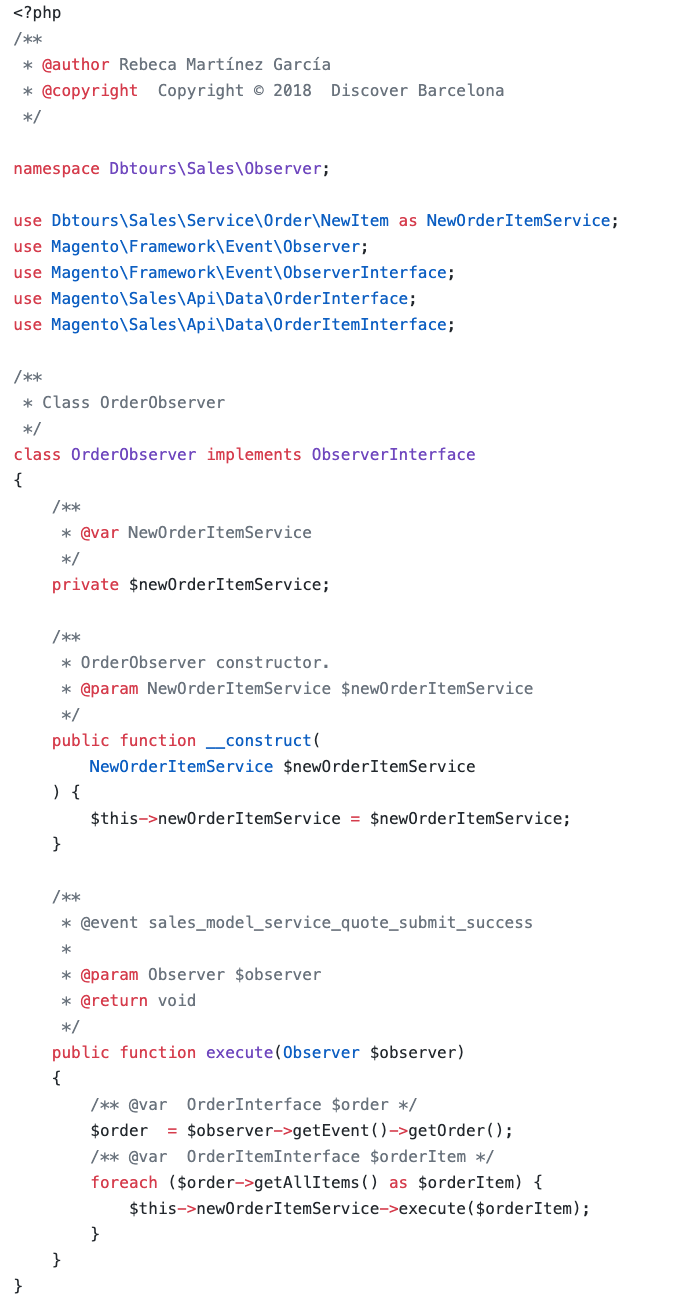 <?php
/**
 * @author Rebeca Martínez García
 * @copyright  Copyright © 2018  Discover Barcelona
 */

namespace Dbtours\Sales\Observer;

use Dbtours\Sales\Service\Order\NewItem as NewOrderItemService;
use Magento\Framework\Event\Observer;
use Magento\Framework\Event\ObserverInterface;
use Magento\Sales\Api\Data\OrderInterface;
use Magento\Sales\Api\Data\OrderItemInterface;

/**
 * Class OrderObserver
 */
class OrderObserver implements ObserverInterface
{
    /**
     * @var NewOrderItemService
     */
    private $newOrderItemService;

    /**
     * OrderObserver constructor.
     * @param NewOrderItemService $newOrderItemService
     */
    public function __construct(
        NewOrderItemService $newOrderItemService
    ) {
        $this->newOrderItemService = $newOrderItemService;
    }

    /**
     * @event sales_model_service_quote_submit_success
     *
     * @param Observer $observer
     * @return void
     */
    public function execute(Observer $observer)
    {
        /** @var  OrderInterface $order */
        $order  = $observer->getEvent()->getOrder();
        /** @var  OrderItemInterface $orderItem */
        foreach ($order->getAllItems() as $orderItem) {
            $this->newOrderItemService->execute($orderItem);
        }
    }
}